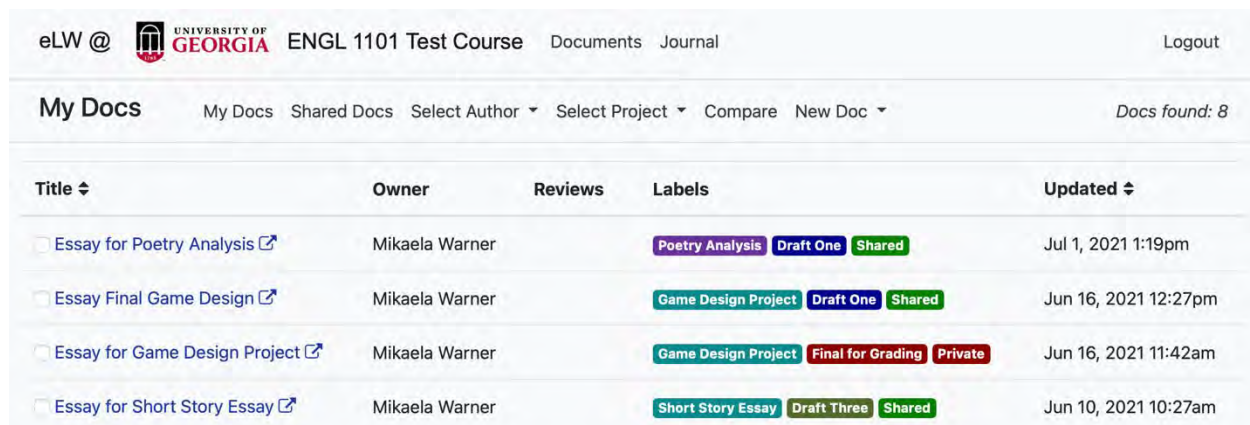 eLW @ UNIVERSITY OF GEORGIA ENGL 1101 Test Course Documents Journal Logout
My Docs My Docs Shared Docs Select Author Select Project Compare New Doc Docs found: 8
Title Owner Reviews Labels Updated
Essay for Poetry Analysis Mikaela Warner Poetry Analysis Draft One Shared Jul 1, 2021 1:19pm
Essay Final Game Design Mikaela Warner Game Design Project Draft One Shared Jun 16, 2021 12:27pm
Essay for Game Design Project Mikaela Warner Game Design Project Final for Grading Private Jun 16, 2021 11:42am
Essay for Short Story Essay Mikaela Warner Short Story Essay Draft Three Shared Jun 10, 2021 10:27am